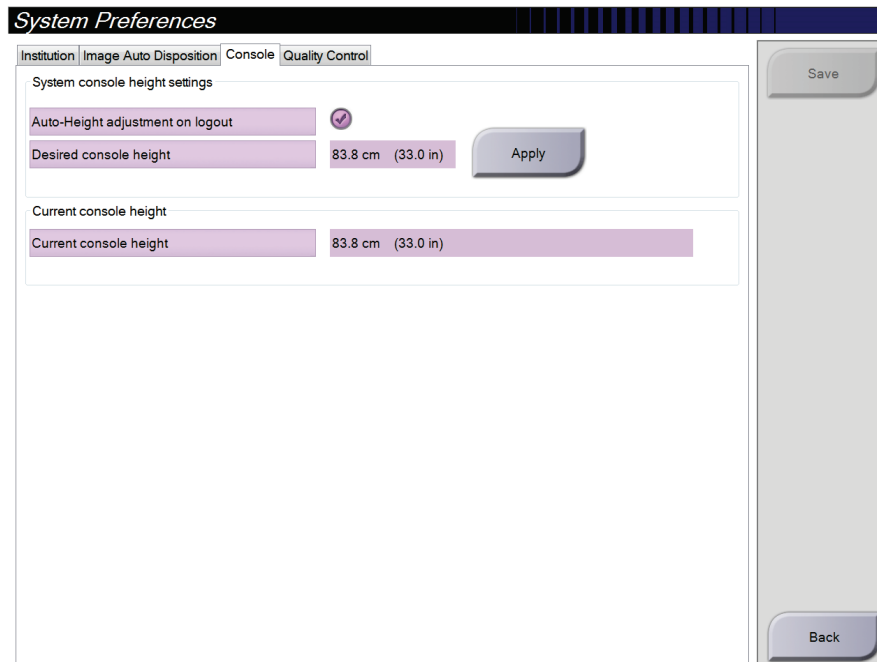 System Preferences
Institution Image Auto Disposition Console Quality Control
System console height settings
Save
Auto-Height adjustment on logout
Desired console height 83.8 cm (33.0 in) Apply
Current console height
Current console height 83.8 cm (33.0 in)
Back